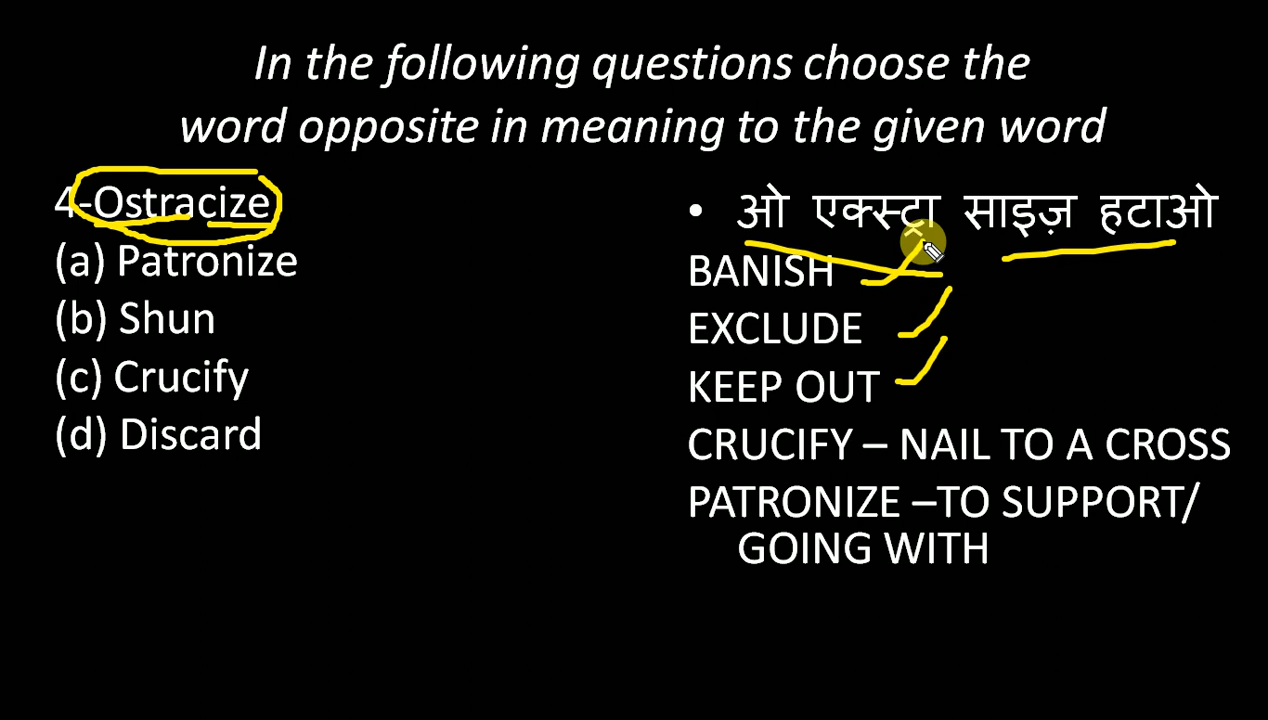 In the following questions choose the
word opposite in meaning to the given word
4-Ostracize
(a) Patronize
(b) Shun
(c) Crucify
(d) Discard
• ओ एक्स्ट्रा साइज़ हटाओ
BANISH
EXCLUDE
KEEP OUT
CRUCIFY – NAIL TO A CROSS
PATRONIZE –TO SUPPORT/
GOING WITH